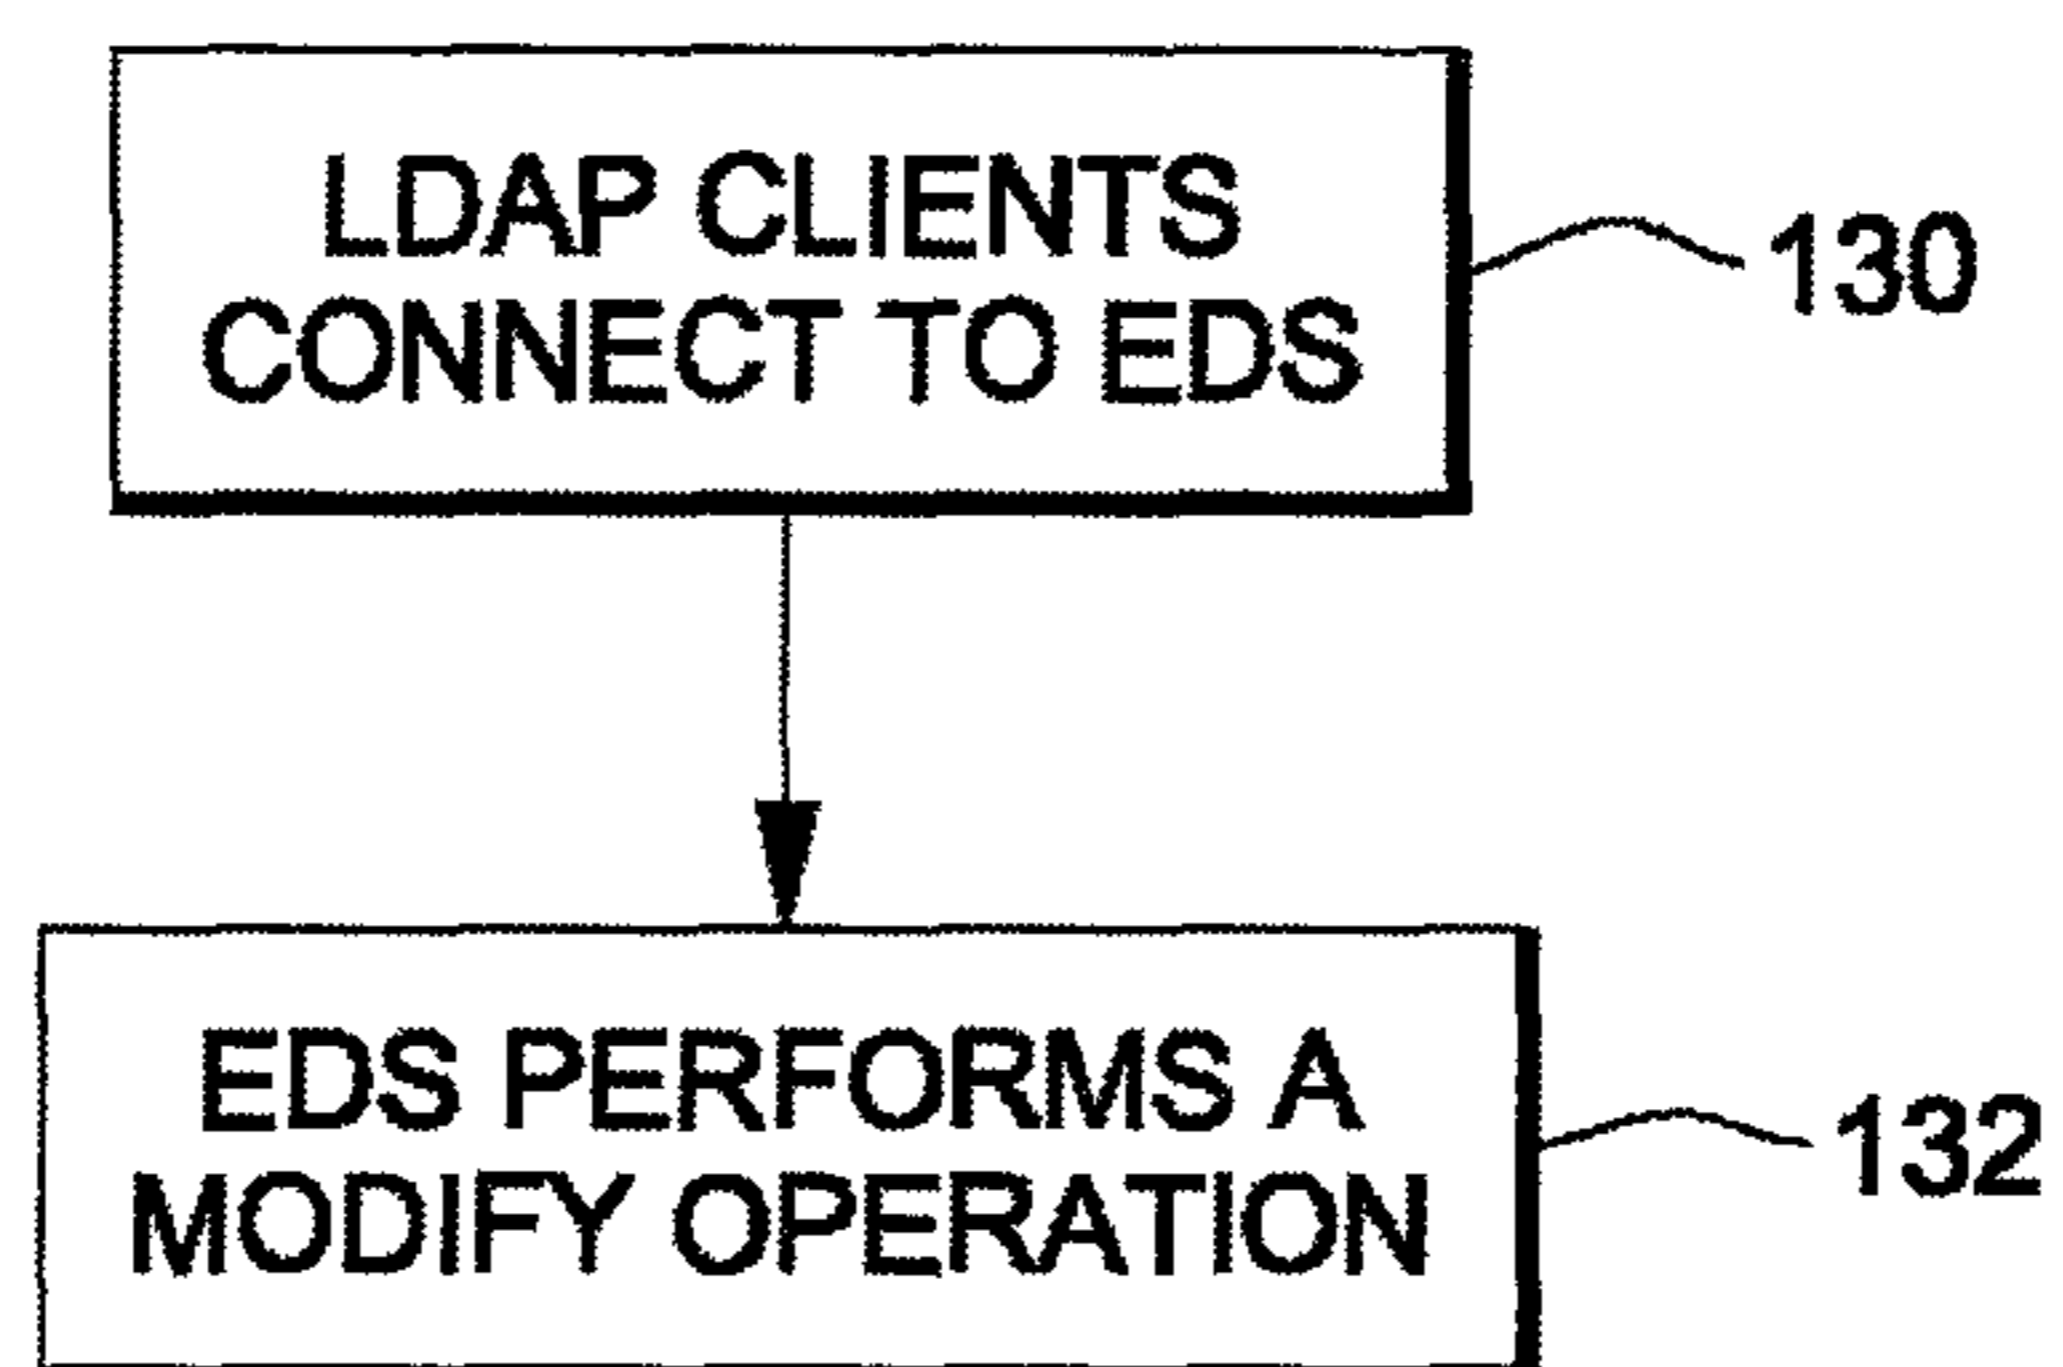 LDAP CLIENTS
CONNECT TO EDS
130
EDS PERFORMS A
MODIFY OPERATION
132